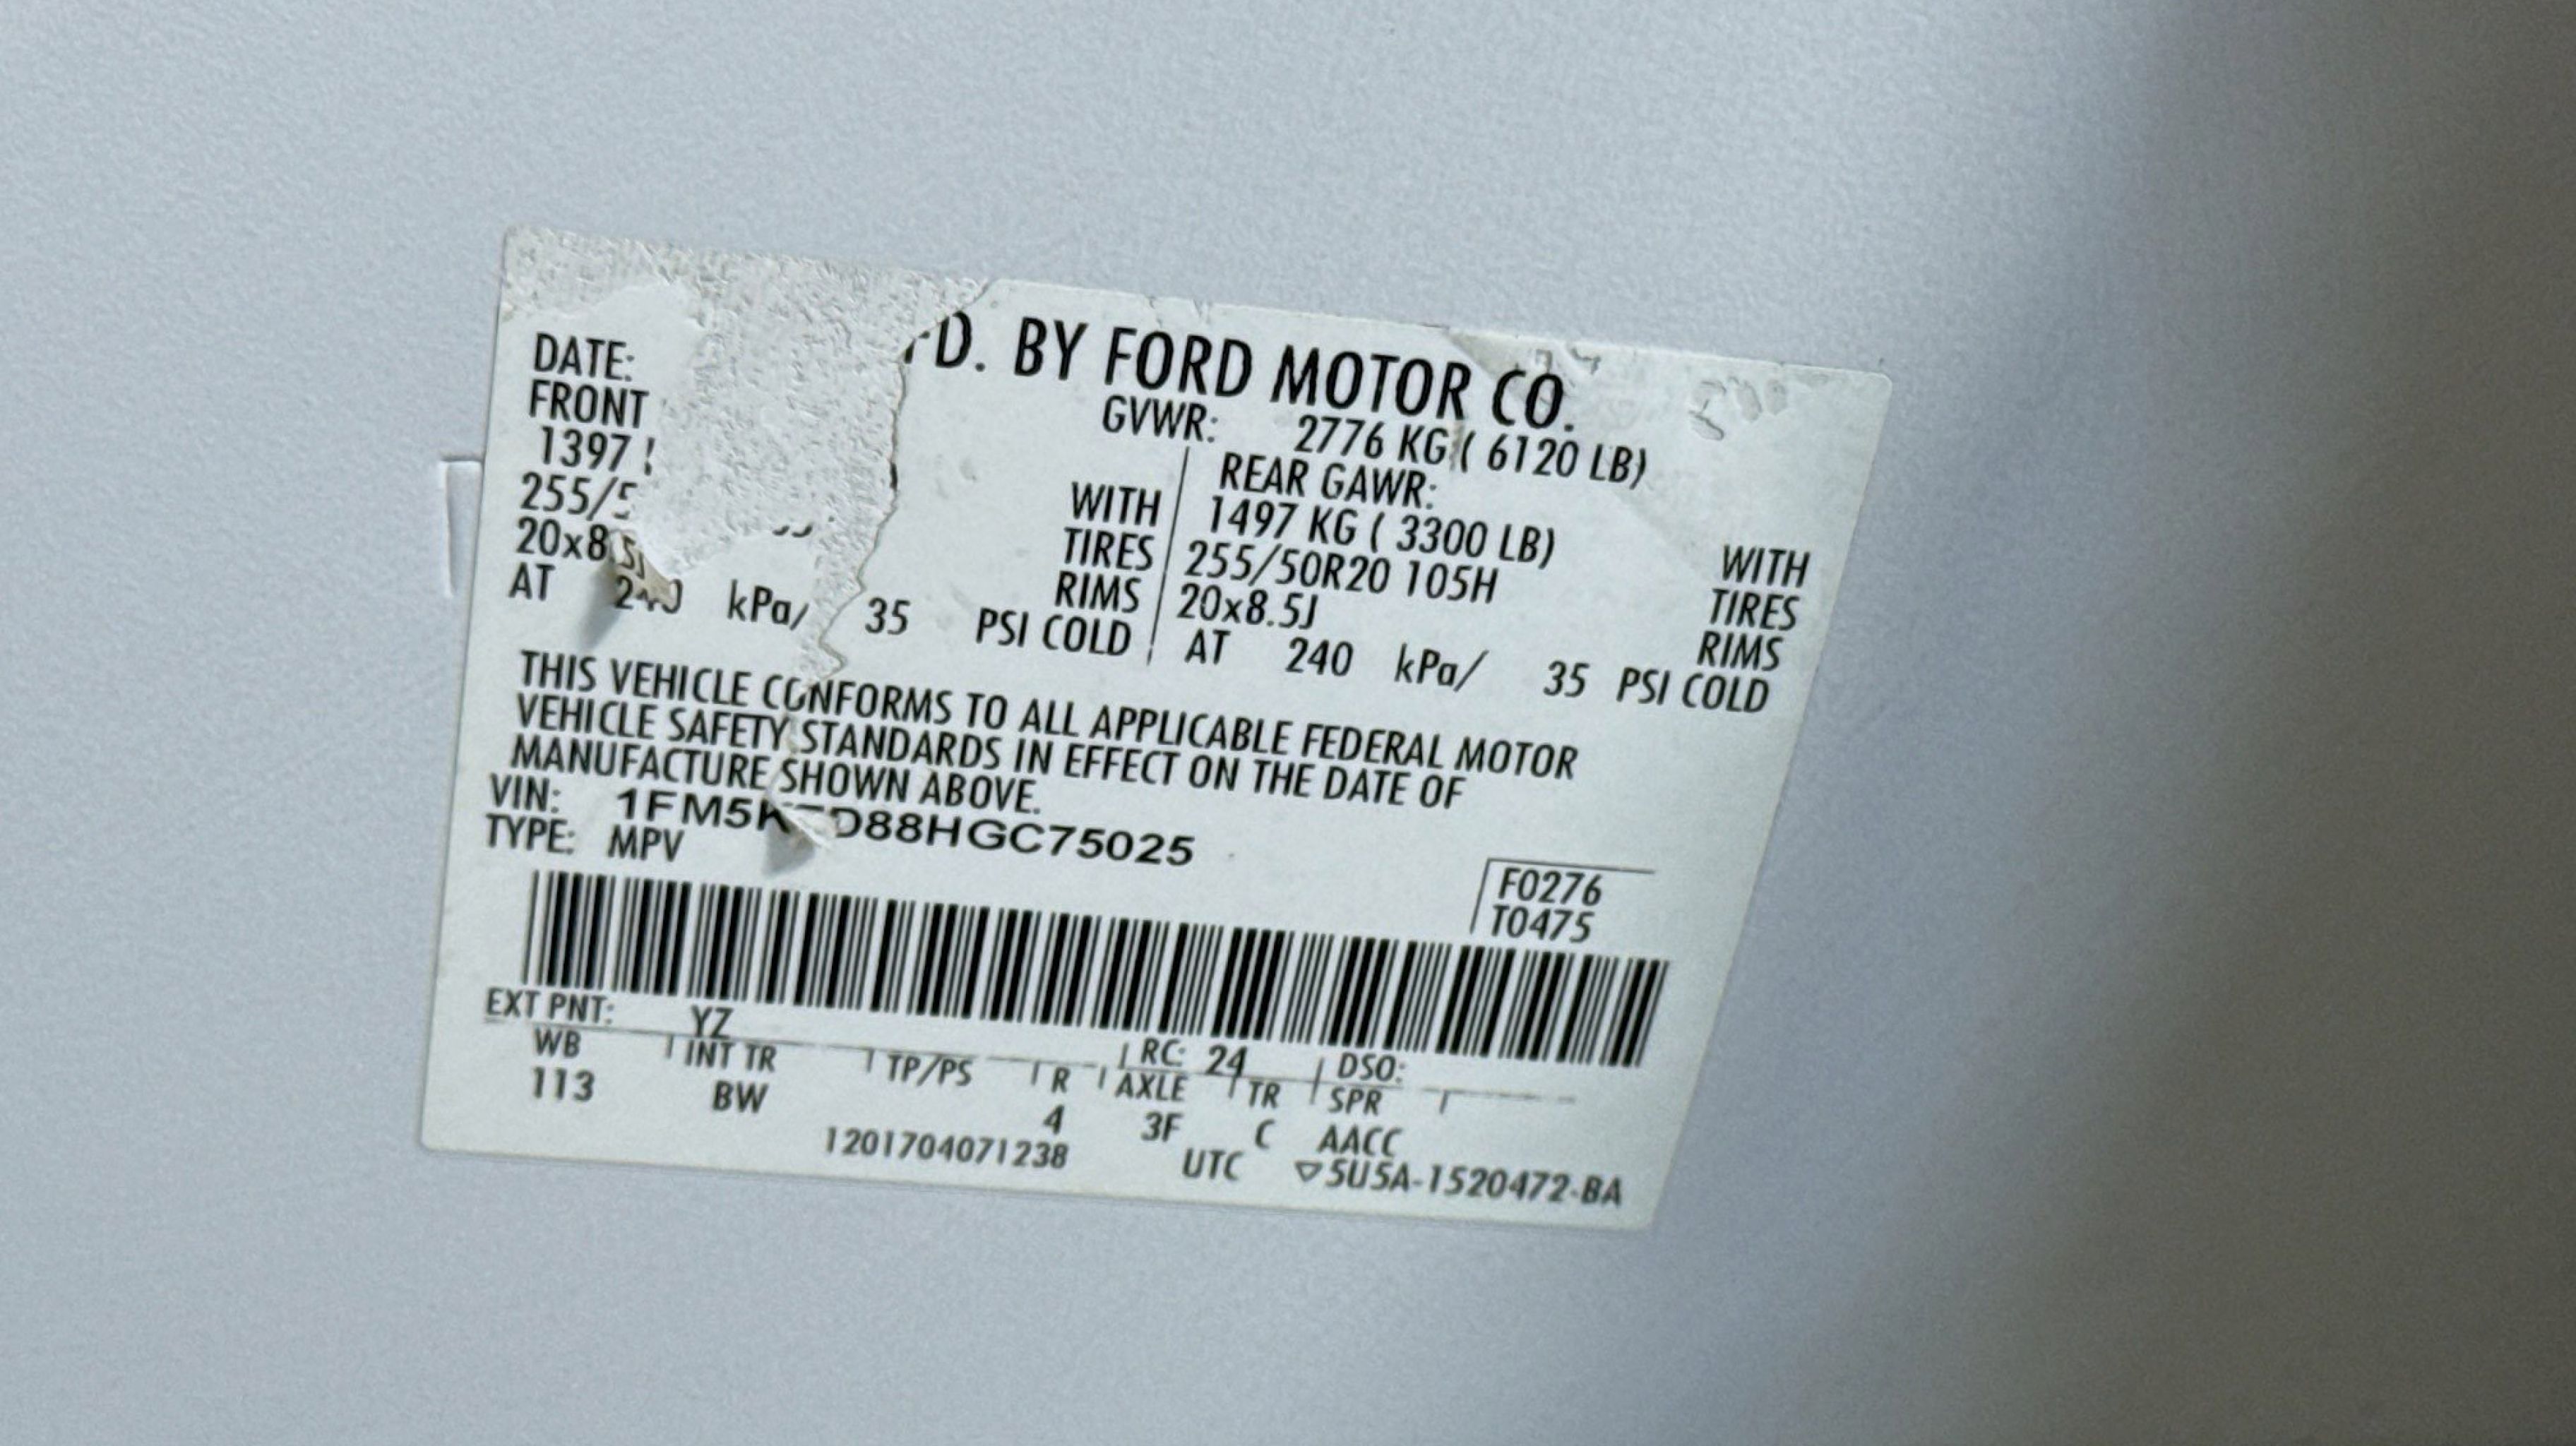 BY FORD MOTOR CO.
DATE: GVWR: 2776 KG ( 6120 LB)
FRONT REAR GAWR:
1397 WITH 1497 KG ( 3300 LB) WITH
TIRES 255/50R20 105H TIRES
RIMS 20x8.5J RIMS
AT 240 kPa/ 35 PSI COLD AT 240 kPa/ 35 PSI COLD
THIS VEHICLE CONFORMS TO ALL APPLICABLE FEDERAL MOTOR
VEHICLE SAFETY STANDARDS IN EFFECT ON THE DATE OF
MANUFACTURE SHOWN ABOVE.
VIN:
TYPE: MPV
F0276
T0475
EXT PNT: YZ RC: 24 DSO:
WB INT TR TP/PS R AXLE TR SPR
113 BW 4 3F C AACC
1201704071238 UTC ▽5U5A-1520472-BA